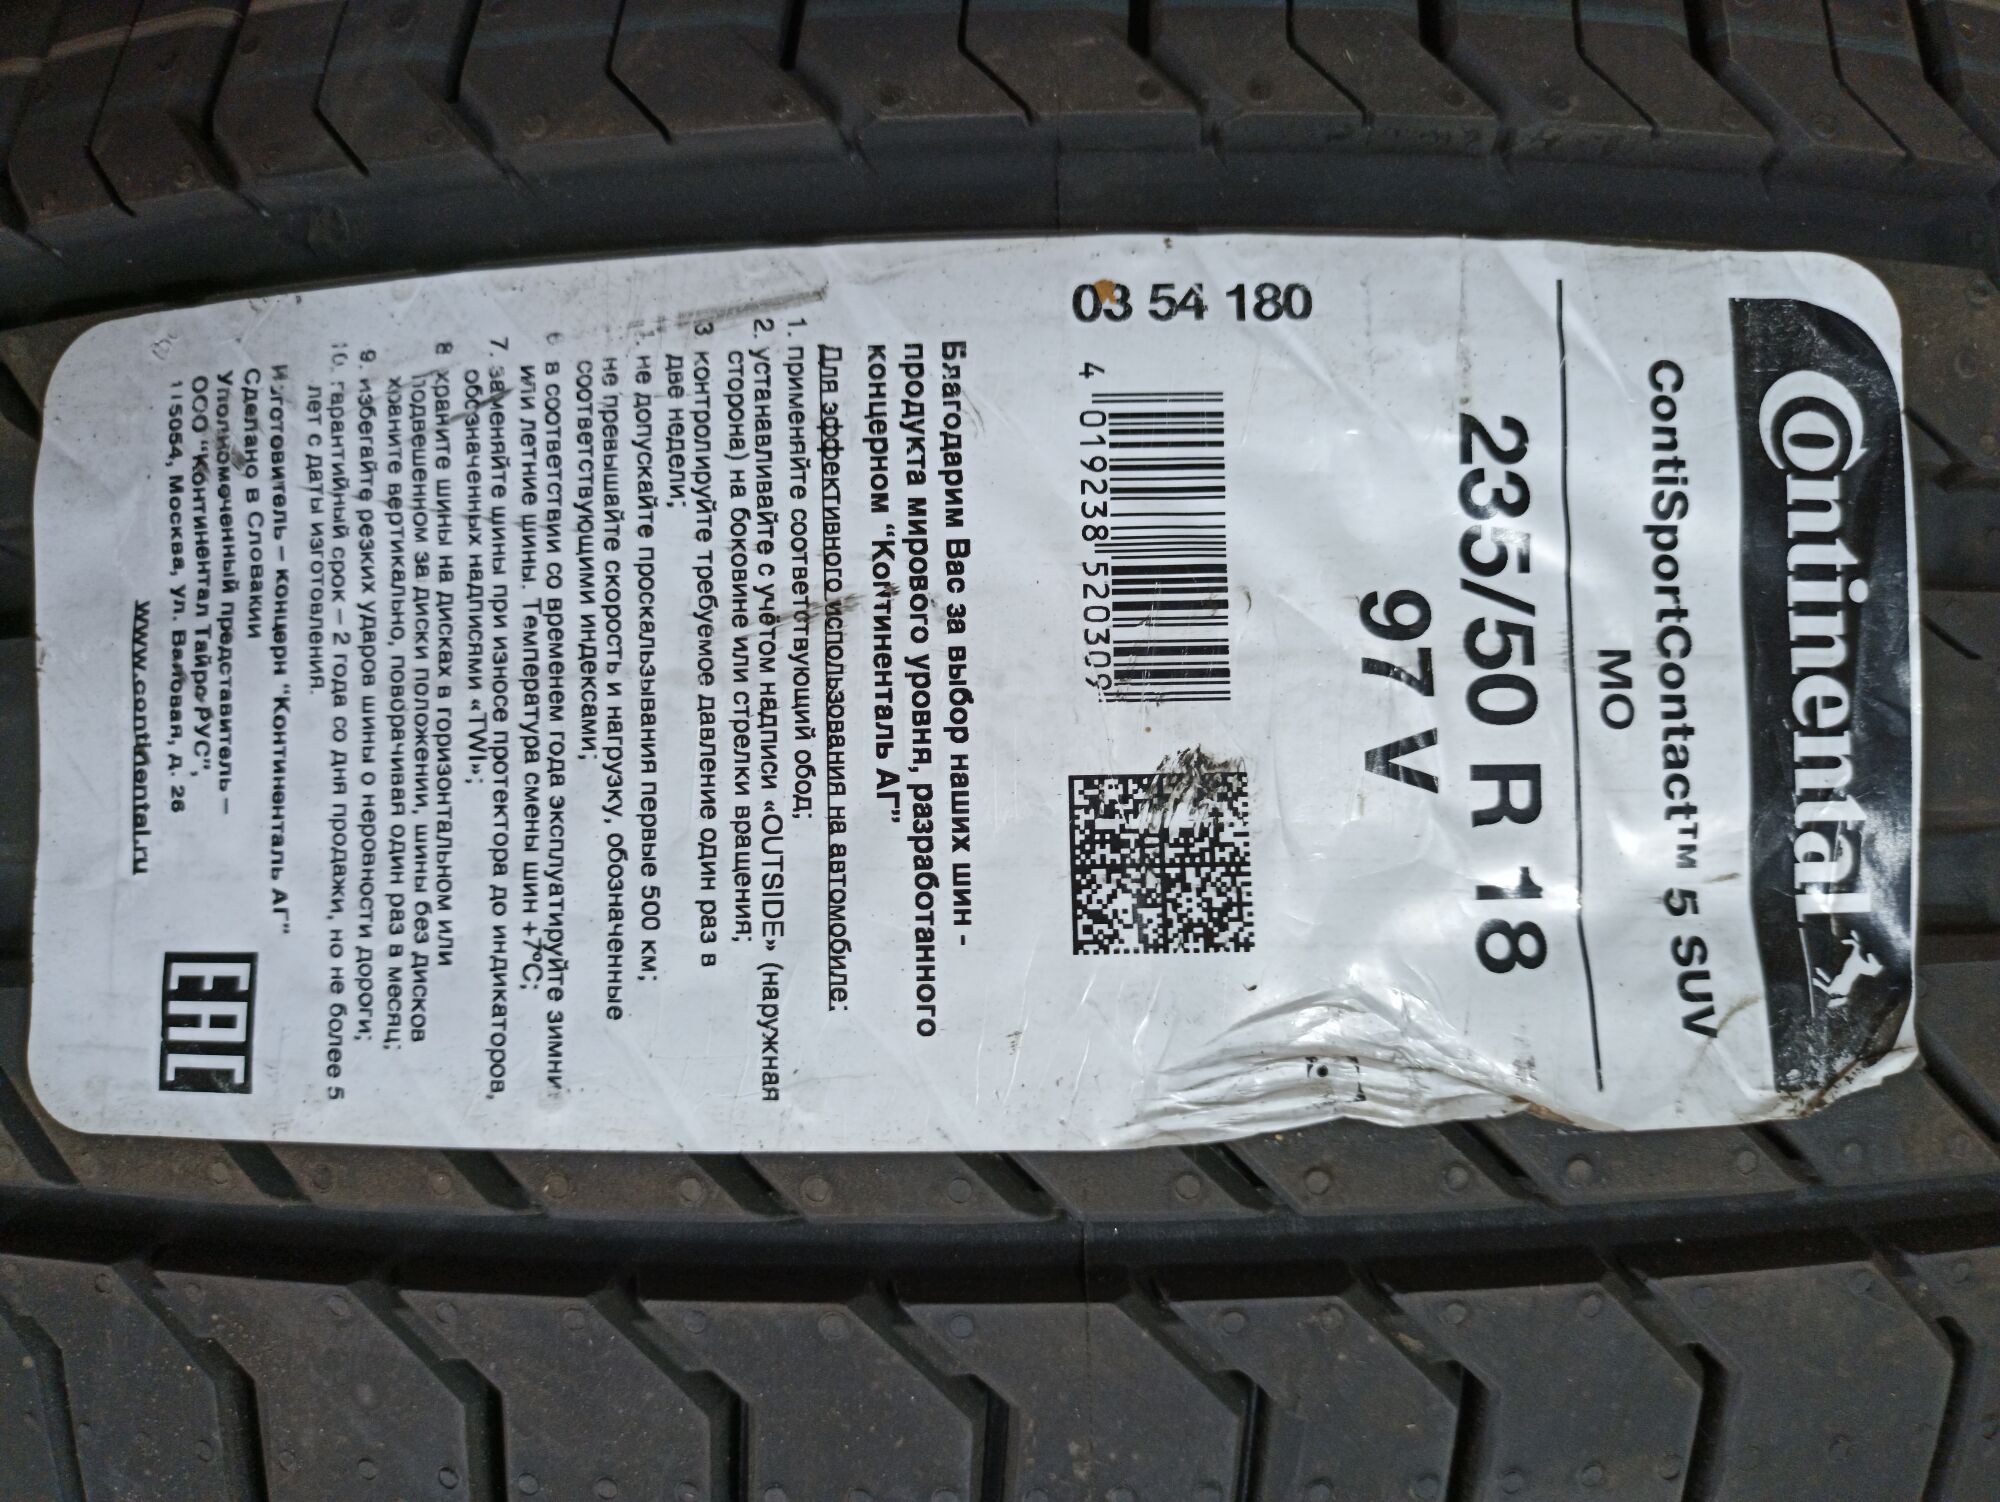 Continental
ContiSportContact™ 5 SUV
MO
235/50 R 18
97 V
03 54 180
4 019238 520309
Благодарим Вас за выбор наших шин -
продукта мирового уровня, разработанного
концерном “Континенталь АГ”
Для эффективного использования на автомобиле:
1. применяйте соответствующий обод;
2. устанавливайте с учётом надписи «OUTSIDE» (наружная
сторона) на боковине или стрелки вращения;
3 контролируйте требуемое давление один раз в
две недели;
не допускайте проскальзывания первые 500 км;
не превышайте скорость и нагрузку, обозначенные
соответствующими индексами;
6 в соответствии со временем года эксплуатируйте зимни
или летние шины. Температура смены шин +7°С;
7. заменяйте шины при износе протектора до индикаторов,
обозначенных надписями «TWI»;
8 храните шины на дисках в горизонтальном или
подвешенном за диски положении, шины без дисков
храните вертикально, поворачивая один раз в месяц;
9. избегайте резких ударов шины о неровности дороги;
10. гарантийный срок – 2 года со дня продажи, но не более 5
лет с даты изготовления.
Изготовитель – концерн “Континенталь АГ”
Сделано в Словакии
Уполномоченный представитель –
ООО “Континентал Тайрс РУС”,
115054, Москва, ул. Валовая, д. 26
www.continental.ru
EAC